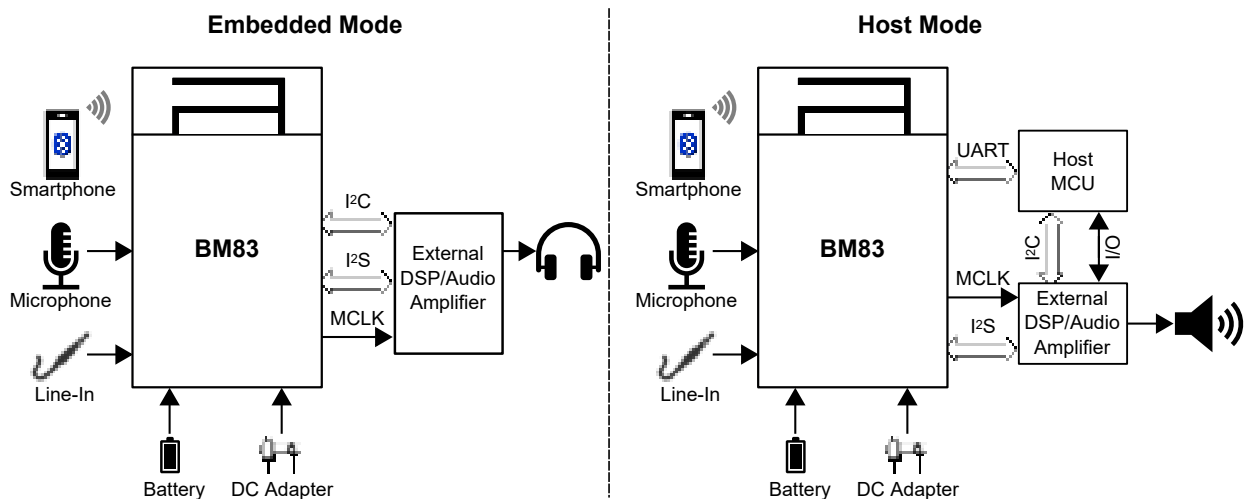 Embedded Mode
Smartphone
Microphone
Line-In
BM83
I²C
I²S
MCLK
External
DSP/Audio
Amplifier
Battery
DC Adapter
Host Mode
Smartphone
Microphone
Line-In
BM83
UART
Host
MCU
I²C
I/O
MCLK
I²S
External
DSP/Audio
Amplifier
Battery
DC Adapter